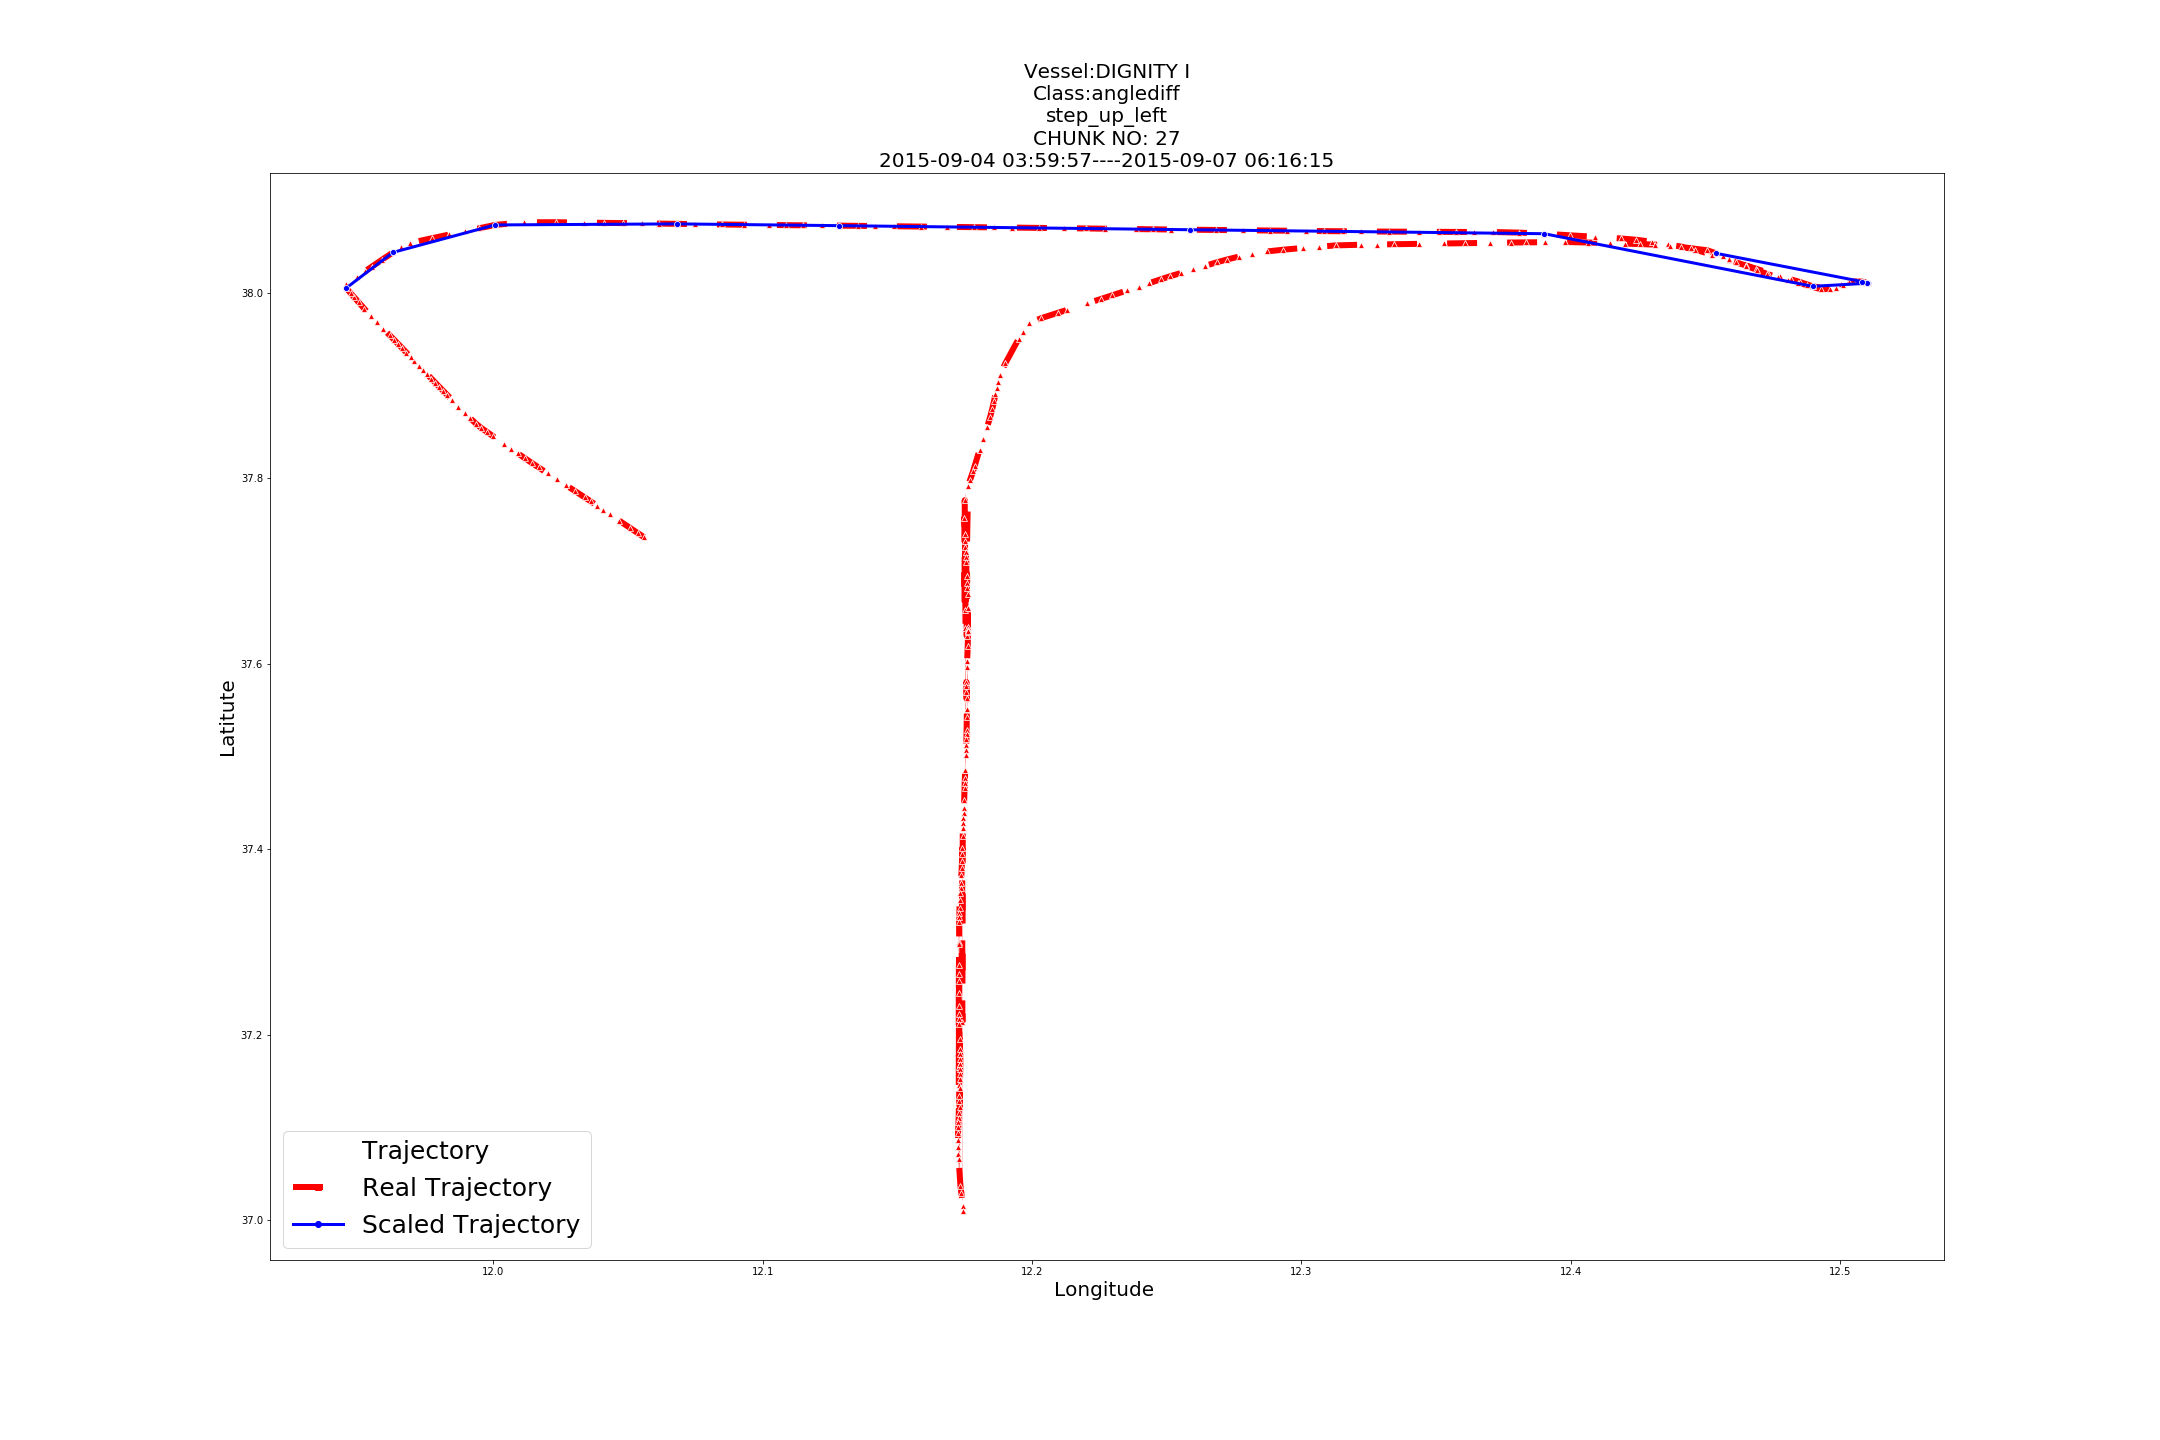 Vessel:DIGNITY I
Class:anglediff
step_up_left
CHUNK NO: 27
2015-09-04 03:59:57----2015-09-07 06:16:15
38.0
37.8
37.6
37.4
37.2
37.0
Latitute
Trajectory
Real Trajectory
Scaled Trajectory
12.0
12.1
12.2
12.3
12.4
12.5
Longitude